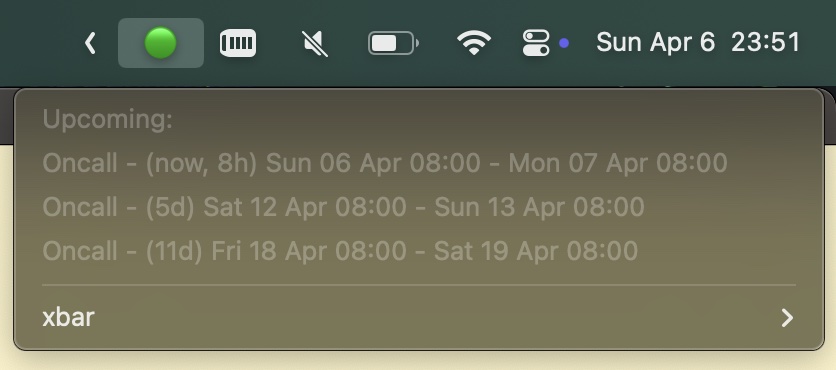 Sun Apr 6 23:51
Upcoming:
Oncall - (now, 8h) Sun 06 Apr 08:00 - Mon 07 Apr 08:00
Oncall - (5d) Sat 12 Apr 08:00 - Sun 13 Apr 08:00
Oncall - (11d) Fri 18 Apr 08:00 - Sat 19 Apr 08:00
xbar